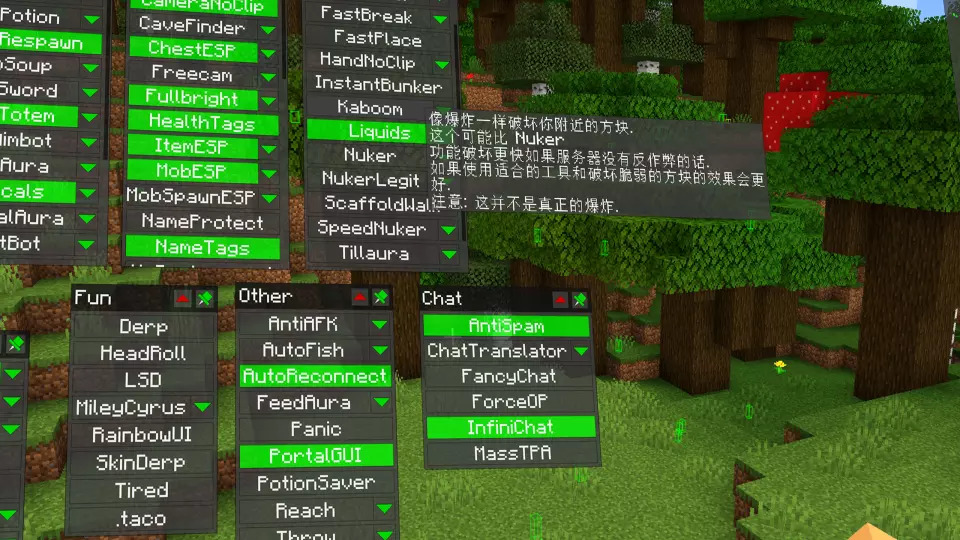 Potion
Respawn
Soup
Sword
Totem
imbot
Aura
cals
alAura
tBot
CameraNoClip
CaveFinder
ChestESP
Freecam
Fullbright
HealthTags
ItemESP
MobESP
MobSpawnESP
NameProtect
NameTags
FastBreak
FastPlace
HandNoClip
InstantBunker
Kaboom
Liquids
Nuker
NukerLegit
ScaffoldWal
SpeedNuker
Tillaura
像爆炸一样破坏你附近的方块.
这个可能比 Nuker
功能破坏更快如果服务器没有反作弊的话.
如果使用适合的工具和破坏脆弱的方块的效果会更
好.
注意: 这并不是真正的爆炸.
Fun
Derp
HeadRoll
LSD
MileyCyrus
RainbowUI
SkinDerp
Tired
.taco
Other
AntiAFK
AutoFish
AutoReconnect
FeedAura
Panic
PortalGUI
PotionSaver
Reach
Throw
Chat
AntiSpam
ChatTranslator
FancyChat
ForceOP
InfiniChat
MassTPA